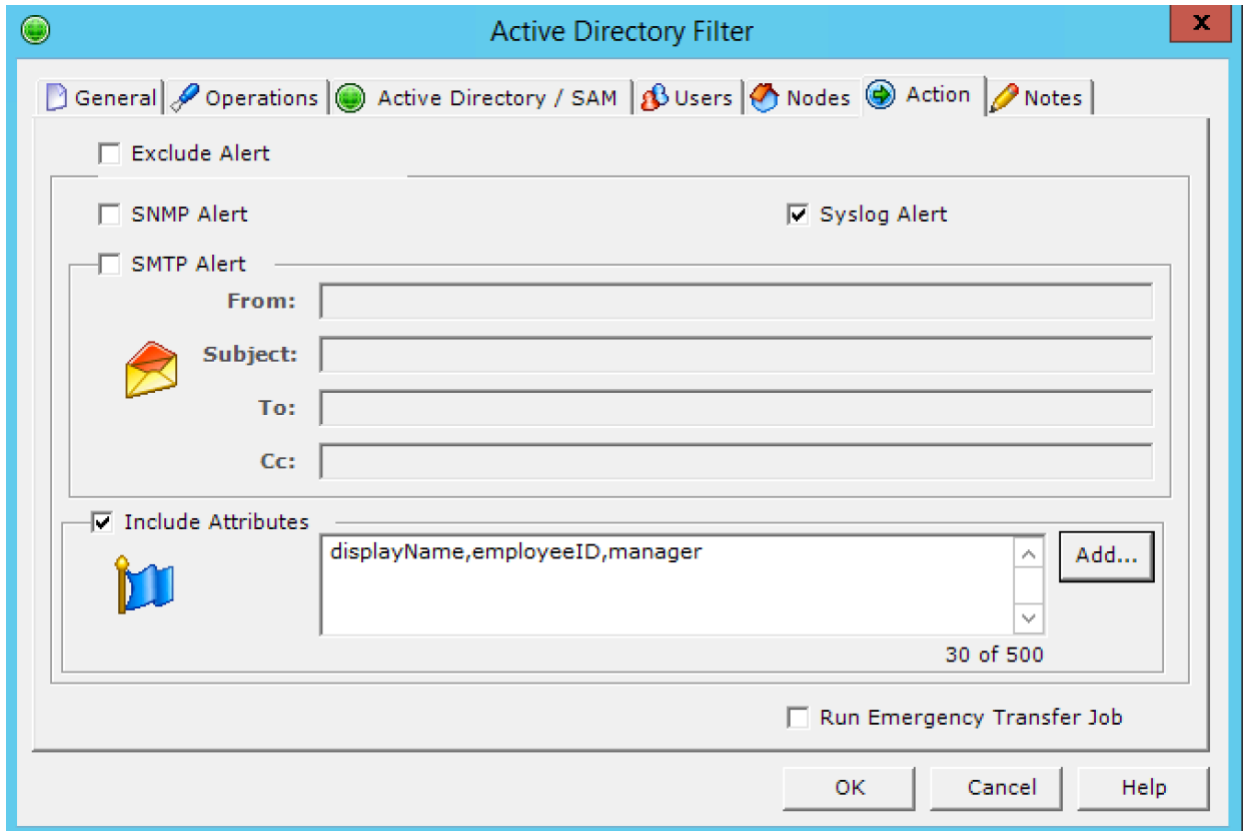 Active Directory Filter
x
General Operations Active Directory / SAM Users Nodes Action Notes
Exclude Alert
SNMP Alert Syslog Alert
SMTP Alert
From:
Subject:
To:
Cc:
Include Attributes
displayName,employeeID,manager
Add...
30 of 500
Run Emergency Transfer Job
OK Cancel Help